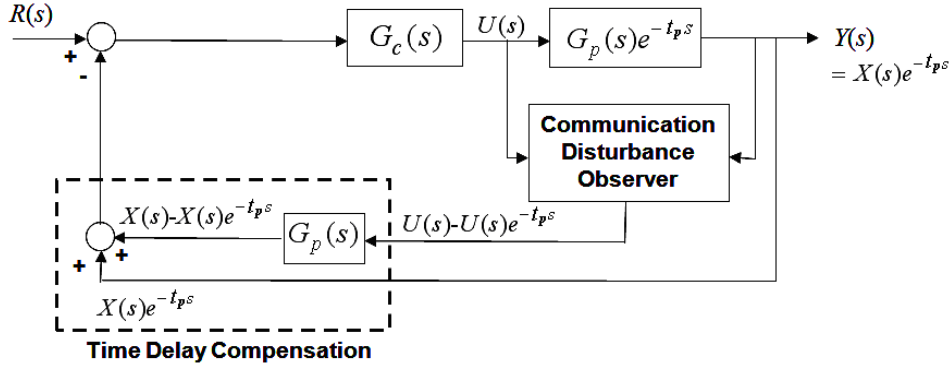 R(s)
+
-
G_c(s)
U(s)
G_p(s)e^{-t_p s}
Y(s)
= X(s)e^{-t_p s}
Communication
Disturbance
Observer
X(s)-X(s)e^{-t_p s}
G_p(s)
U(s)-U(s)e^{-t_p s}
+
+
X(s)e^{-t_p s}
Time Delay Compensation